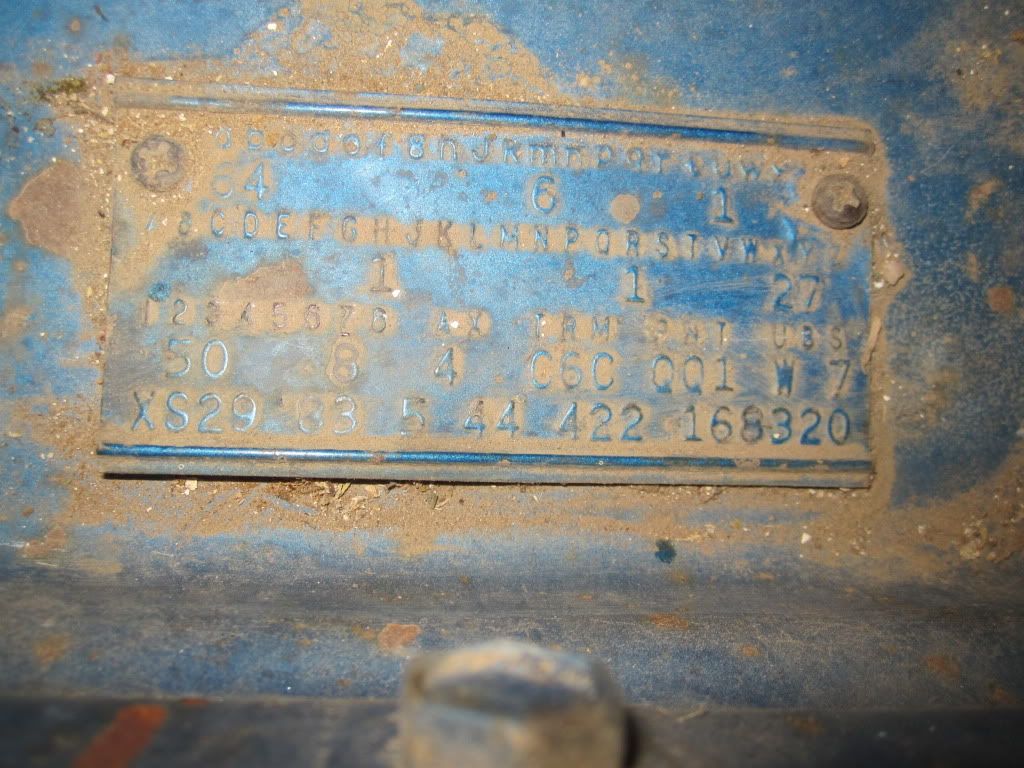 a b c d e f g h J k m n p q r t u w x y
64 6 1
A B C D E F G H J K L M N P Q R S T V W X Y Z
1 1 27
1 2 3 4 5 6 7 8 AX TRM PNT UBS
50 8 4 C6C QQ1 W 7
XS29 83 5 44 422 168320